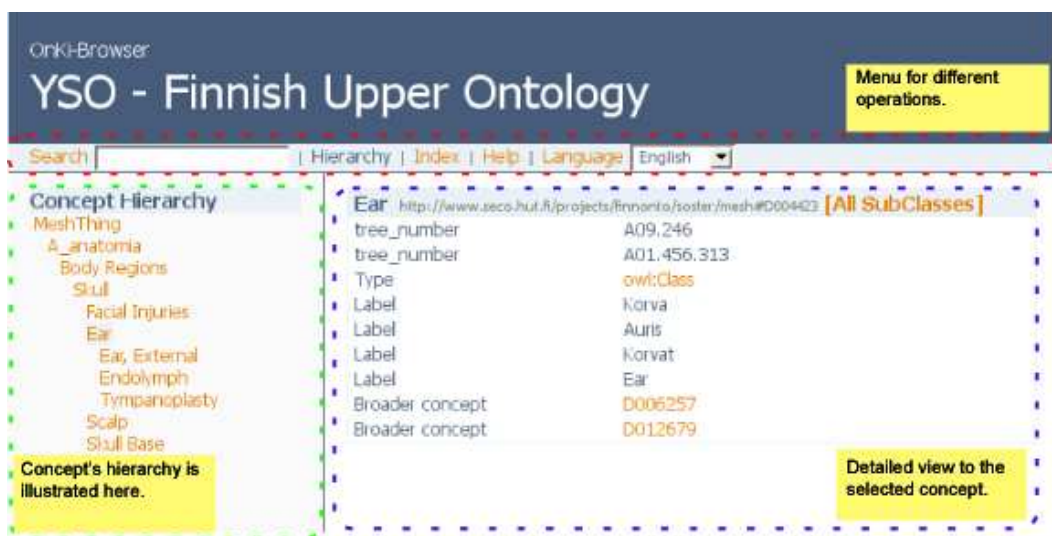 OnKi-Browser
YSO - Finnish Upper Ontology
Menu for different
operations.
Search | Hierarchy | Index | Help | Language English
Concept Hierarchy
MeshThing
A_anatomia
Body Regions
Skull
Facial Injuries
Ear
Ear, External
Endolymph
Tympanoplasty
Scalp
Skull Base
Concept's hierarchy is
illustrated here.
Ear http://www.seco.hut.fi/projects/finnonto/soster/mesh#D004423 [All SubClasses]
tree_number A09.246
tree_number A01.456.313
Type owl:Class
Label Korva
Label Auris
Label Korvat
Label Ear
Broader concept D006257
Broader concept D012679
Detailed view to the
selected concept.